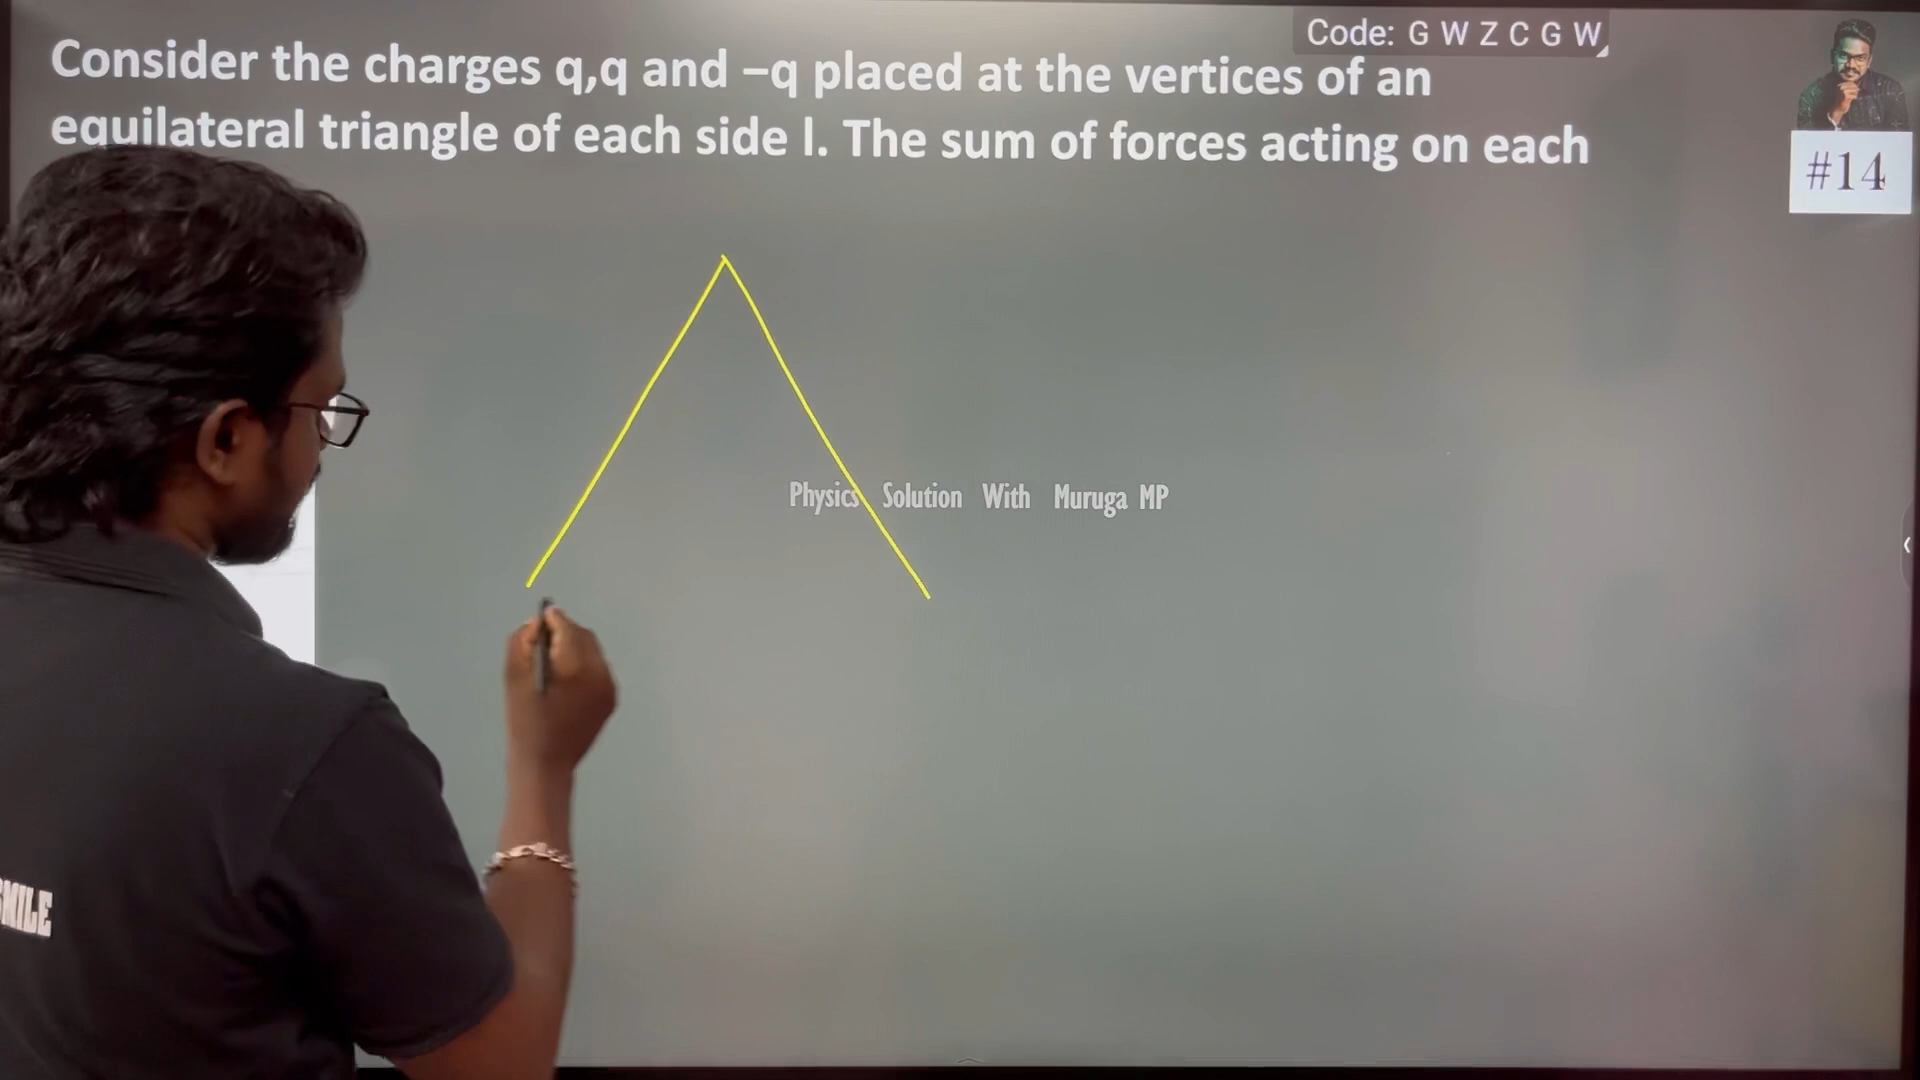 Code: G W Z C G W
Consider the charges q,q and –q placed at the vertices of an
equilateral triangle of each side l. The sum of forces acting on each
#14
Physics Solution With Muruga MP
SMILE